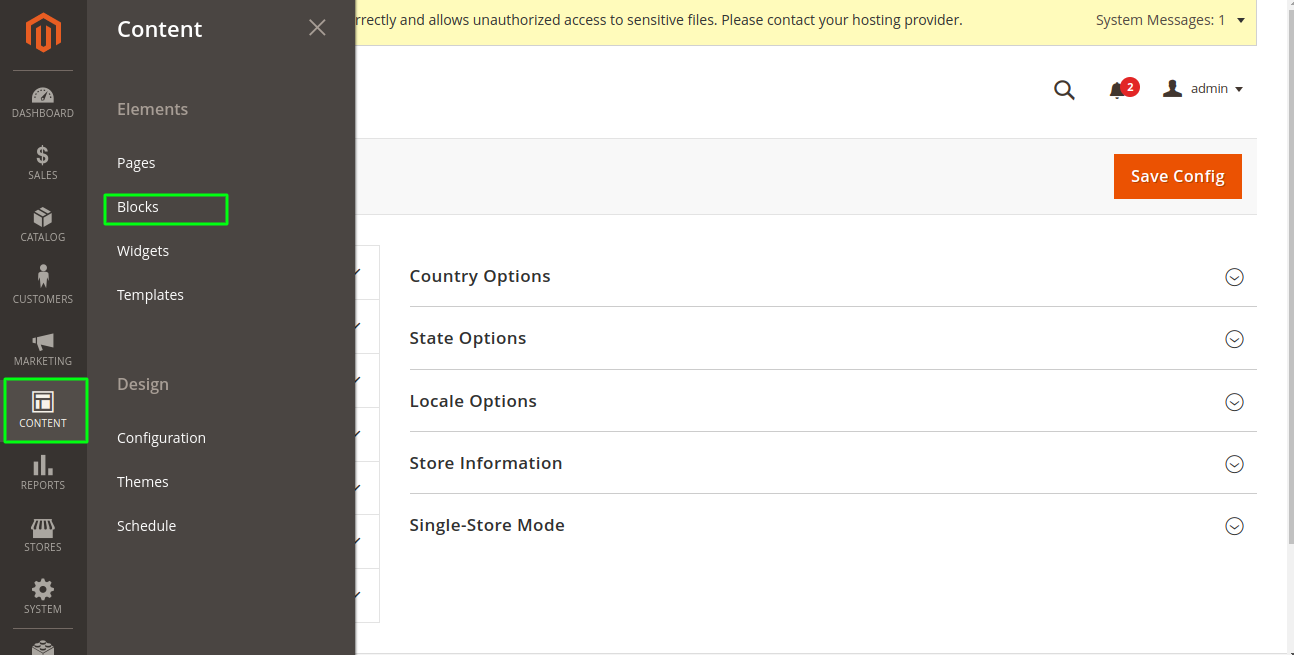 DASHBOARD
SALES
CATALOG
CUSTOMERS
MARKETING
CONTENT
REPORTS
STORES
SYSTEM
Content
Elements
Pages
Blocks
Widgets
Templates
Design
Configuration
Themes
Schedule
rrectly and allows unauthorized access to sensitive files. Please contact your hosting provider.
System Messages: 1
2
admin
Save Config
Country Options
State Options
Locale Options
Store Information
Single-Store Mode